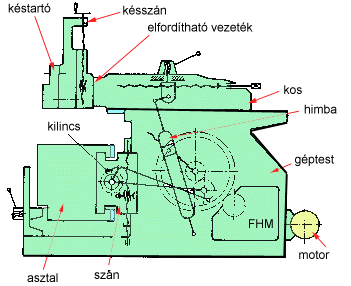 késtartó
késszán
elfordítható vezeték
kos
himba
kilincs
géptest
FHM
motor
asztal
szán